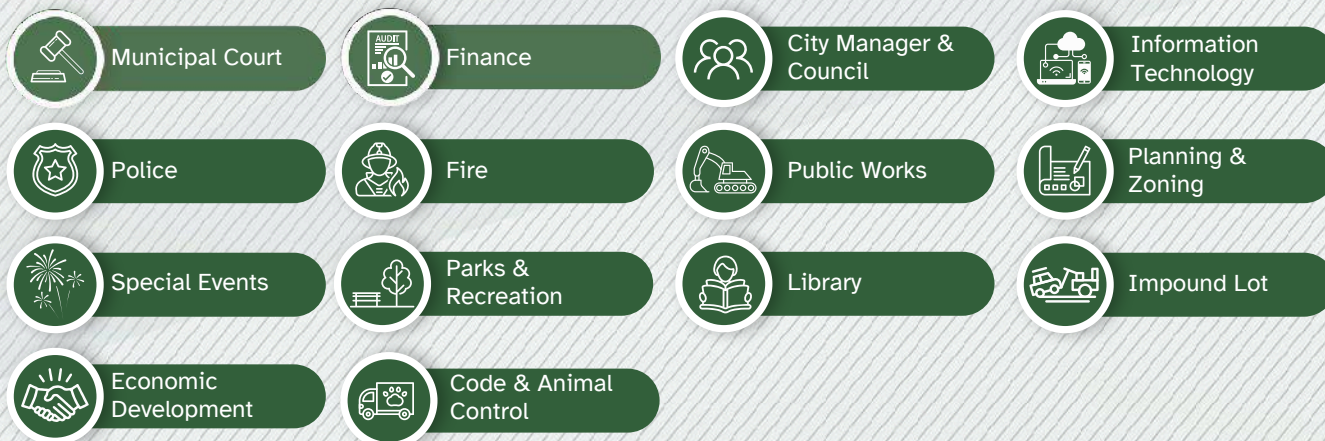 Municipal Court
AUDIT
Finance
City Manager &
Council
Information
Technology
Police
Fire
Public Works
Planning &
Zoning
Special Events
Parks &
Recreation
Library
Impound Lot
Economic
Development
Code & Animal
Control